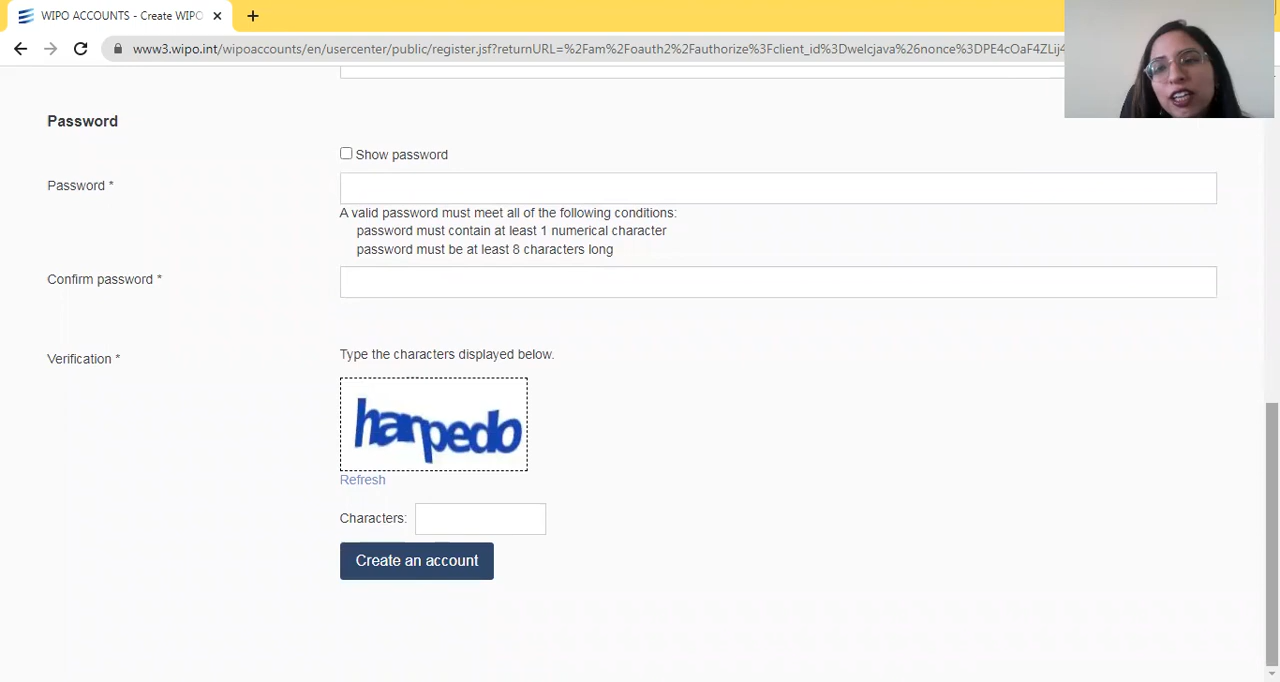 WIPO ACCOUNTS - Create WIPO
www3.wipo.int/wipoaccounts/en/usercenter/public/register.jsf?returnURL=%2Fam%2Foauth2%2Fauthorize%3Fclient_id%3Dwelcjava%26nonce%3DPE4cOaF4ZLij4
Password
Show password
Password *
A valid password must meet all of the following conditions:
password must contain at least 1 numerical character
password must be at least 8 characters long
Confirm password *
Verification *
Type the characters displayed below.
harpedo
Refresh
Characters:
Create an account